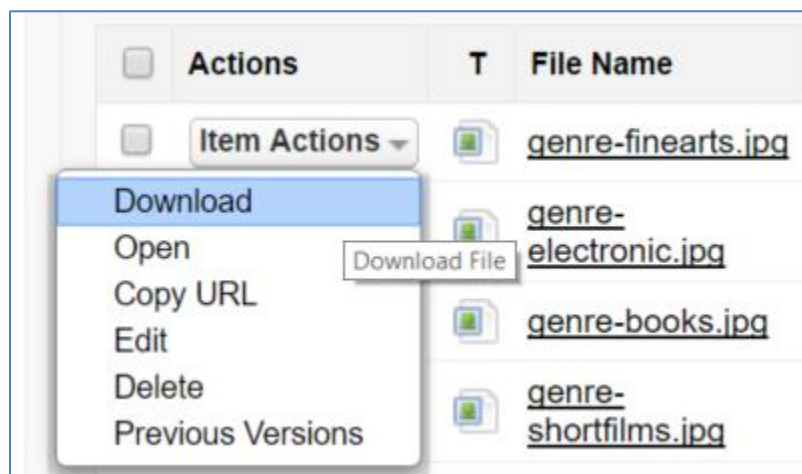 Actions T File Name
Item Actions genre-finearts.jpg
Download
genre-
Open
Download File
electronic.jpg
Copy URL
genre-books.jpg
Edit
Delete
genre-
Previous Versions
shortfilms.jpg